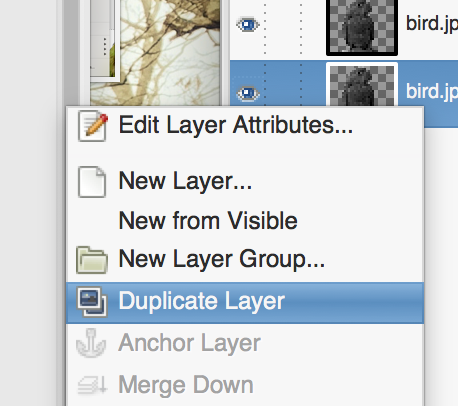 bird.jp
bird.jp
Edit Layer Attributes...
New Layer...
New from Visible
New Layer Group...
Duplicate Layer
Anchor Layer
Merge Down